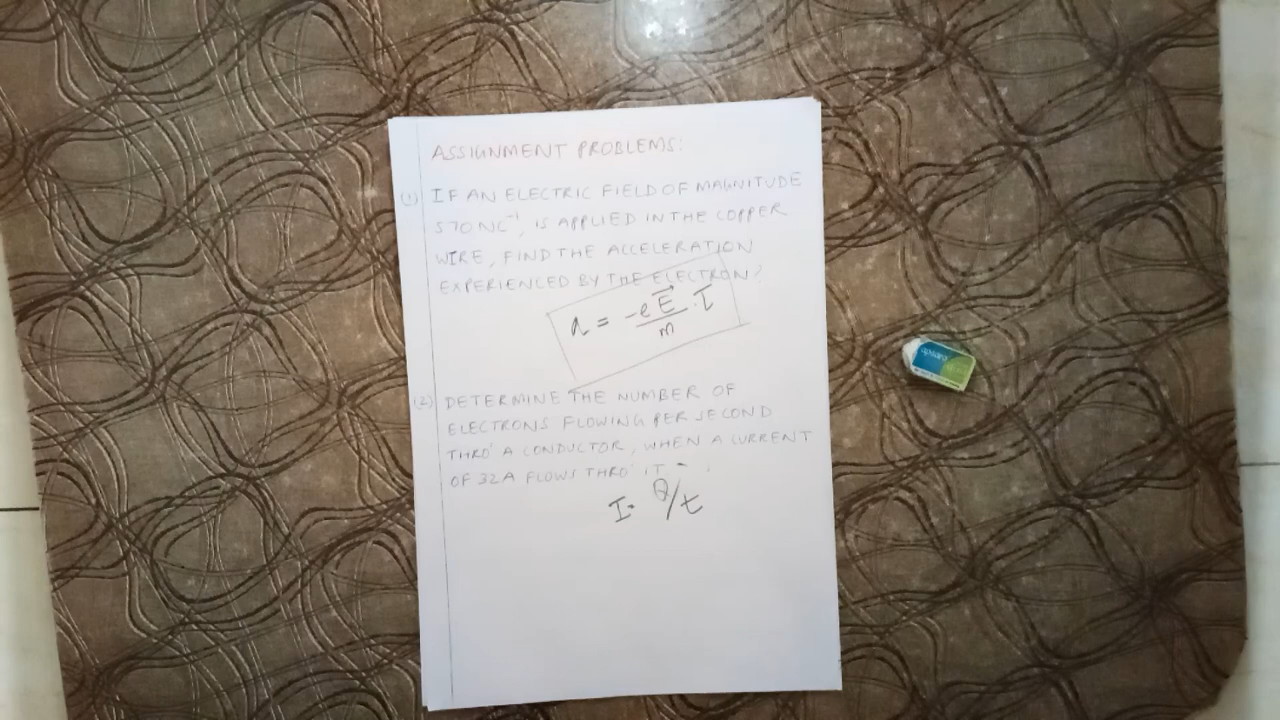 ASSIGNMENT PROBLEMS:
(1) IF AN ELECTRIC FIELD OF MAGNITUDE
570 NC⁻¹, IS APPLIED IN THE COPPER
WIRE, FIND THE ACCELERATION
EXPERIENCED BY THE ELECTRON?
a = -eE/m . τ
(2) DETERMINE THE NUMBER OF
ELECTRONS FLOWING PER SECOND
THRO' A CONDUCTOR, WHEN A CURRENT
OF 32A FLOWS THRO' IT
I = Q/t
apsara